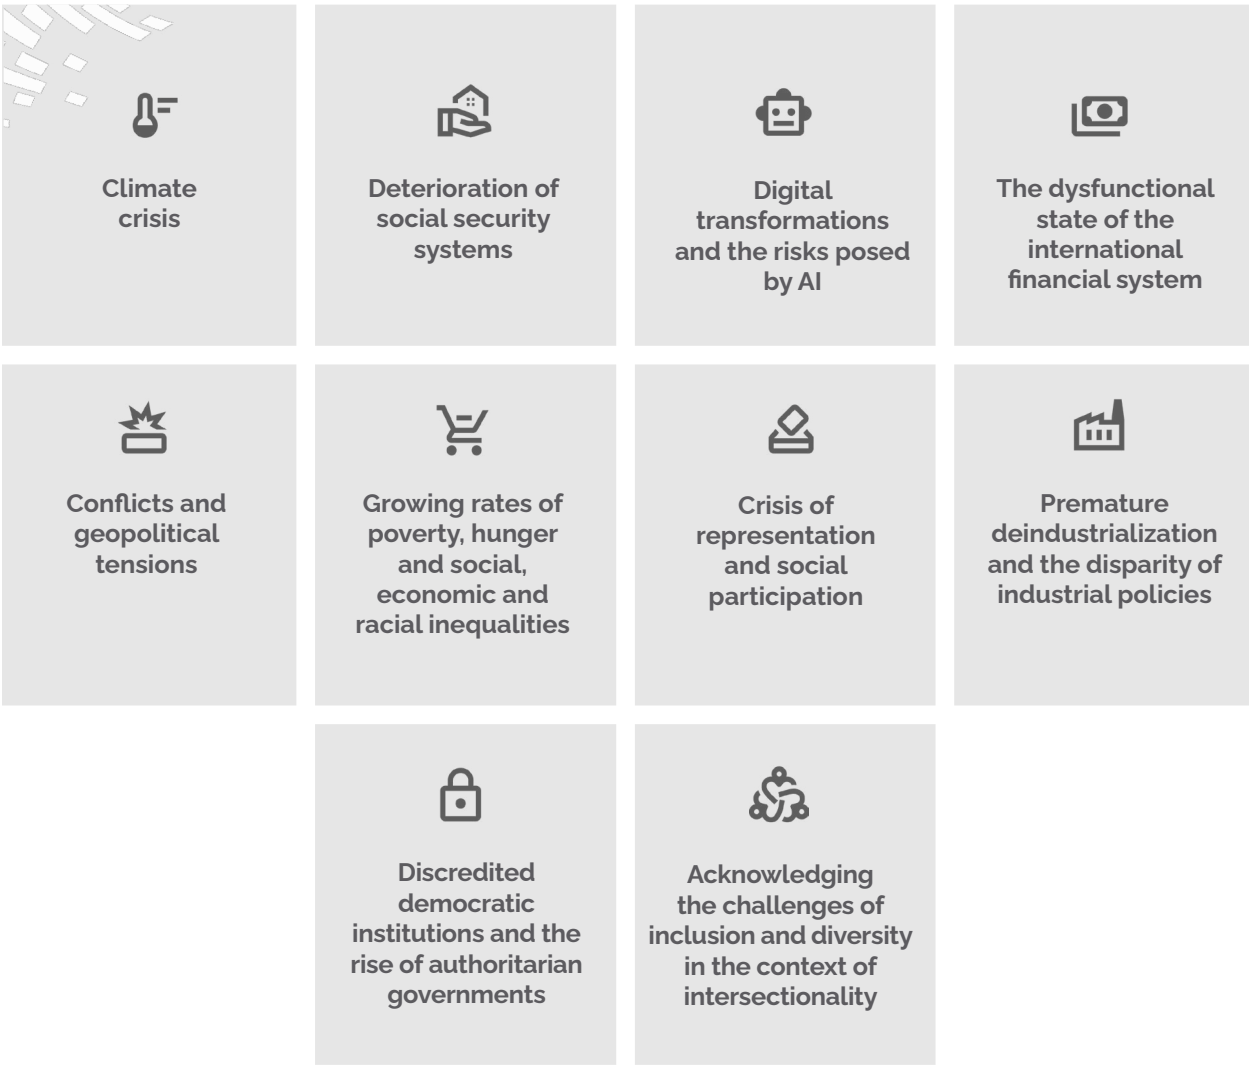 Climate
crisis
Deterioration of
social security
systems
Digital
transformations
and the risks posed
by AI
The dysfunctional
state of the
international
financial system
Conflicts and
geopolitical
tensions
Growing rates of
poverty, hunger
and social,
economic and
racial inequalities
Crisis of
representation
and social
participation
Premature
deindustrialization
and the disparity of
industrial policies
Discredited
democratic
institutions and the
rise of authoritarian
governments
Acknowledging
the challenges of
inclusion and diversity
in the context of
intersectionality